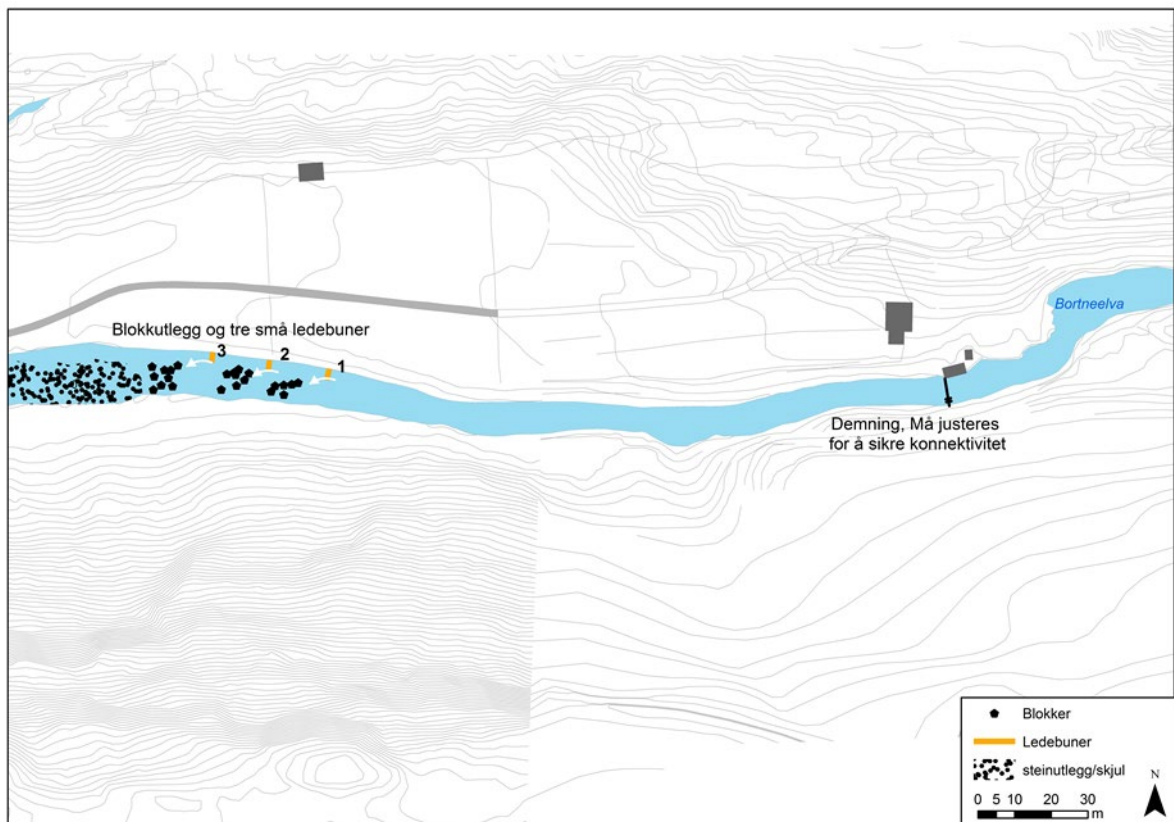 Bortneelva
Blokkutlegg og tre små ledebuner
3
2
1
Demning, Må justeres
for å sikre konnektivitet
Blokker
Ledebuner
steinutlegg/skjul
N
0 5 10 20 30
m